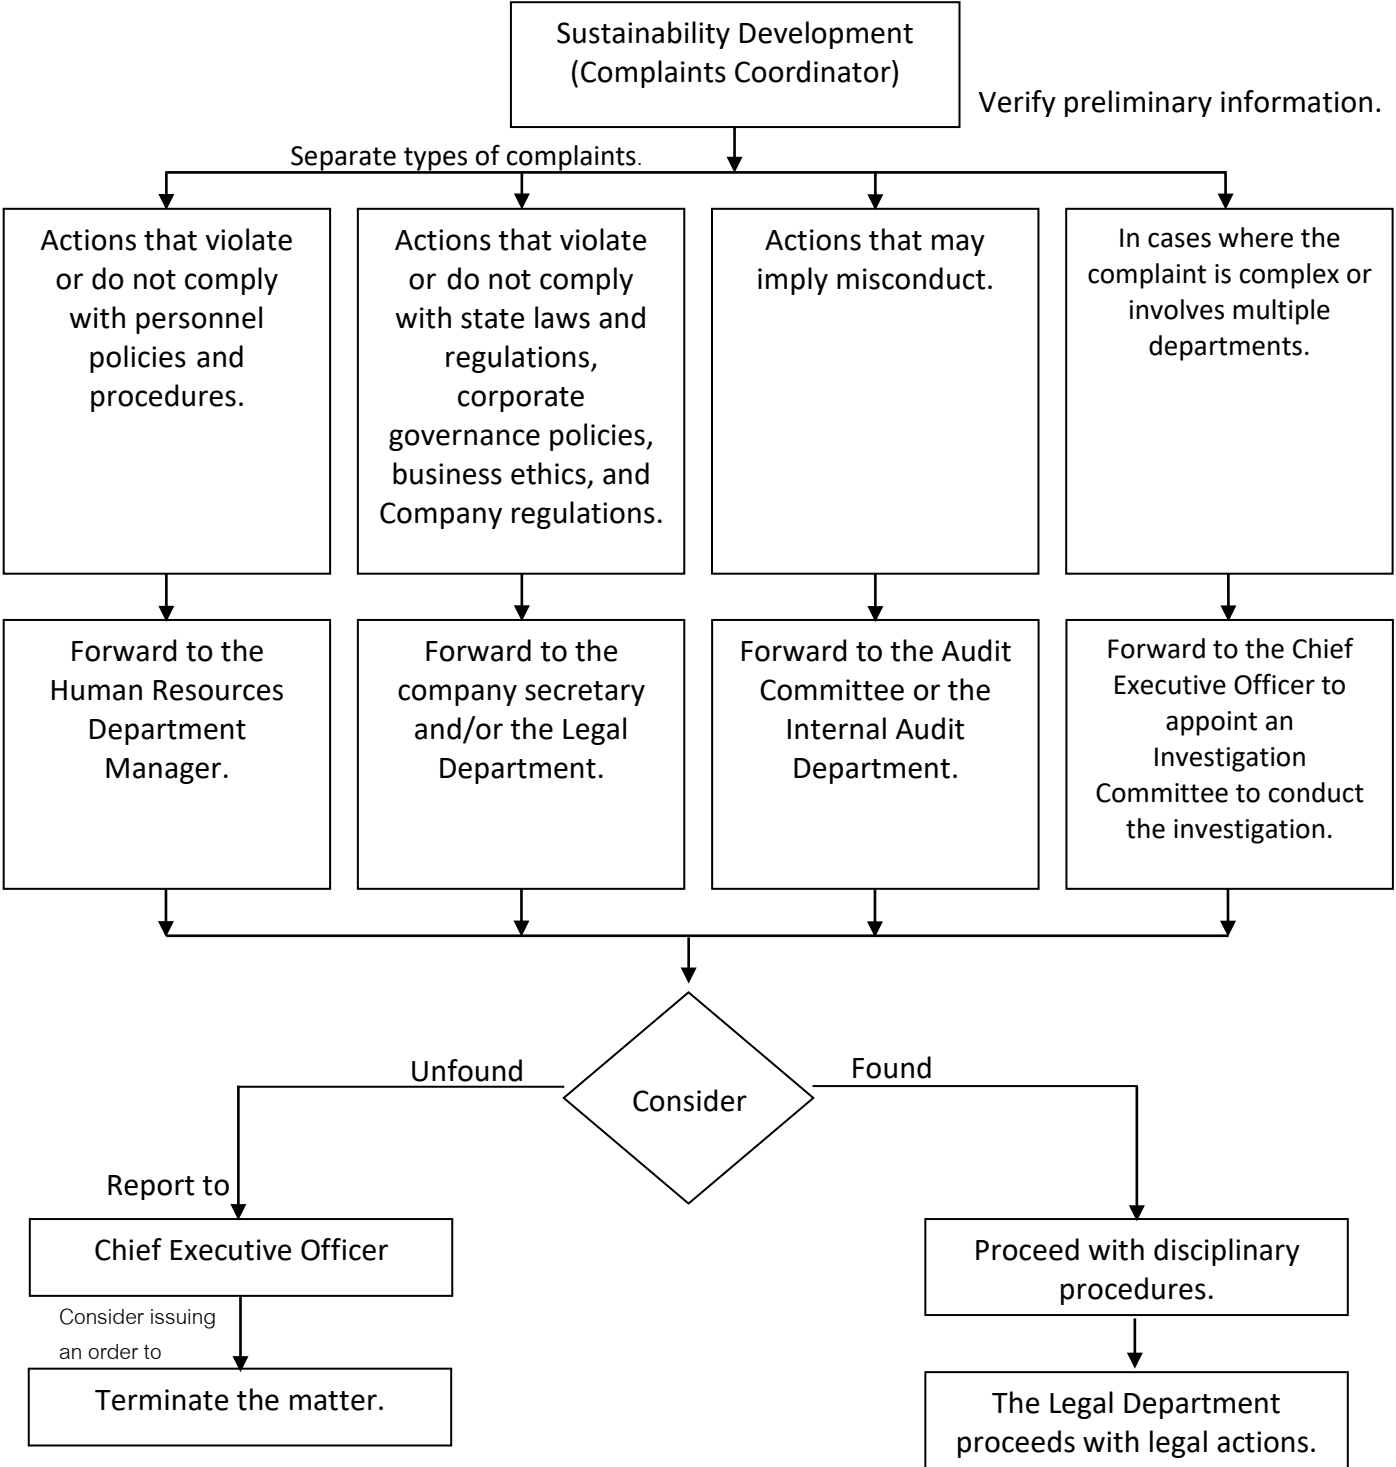 Sustainability Development
(Complaints Coordinator)
Verify preliminary information.
Separate types of complaints.
Actions that violate
or do not comply
with personnel
policies and
procedures.
Actions that violate
or do not comply
with state laws and
regulations,
corporate
governance policies,
business ethics, and
Company regulations.
Actions that may
imply misconduct.
In cases where the
complaint is complex or
involves multiple
departments.
Forward to the
Human Resources
Department
Manager.
Forward to the
company secretary
and/or the Legal
Department.
Forward to the Audit
Committee or the
Internal Audit
Department.
Forward to the Chief
Executive Officer to
appoint an
Investigation
Committee to conduct
the investigation.
Unfound
Found
Consider
Report to
Chief Executive Officer
Consider issuing
an order to
Terminate the matter.
Proceed with disciplinary
procedures.
The Legal Department
proceeds with legal actions.